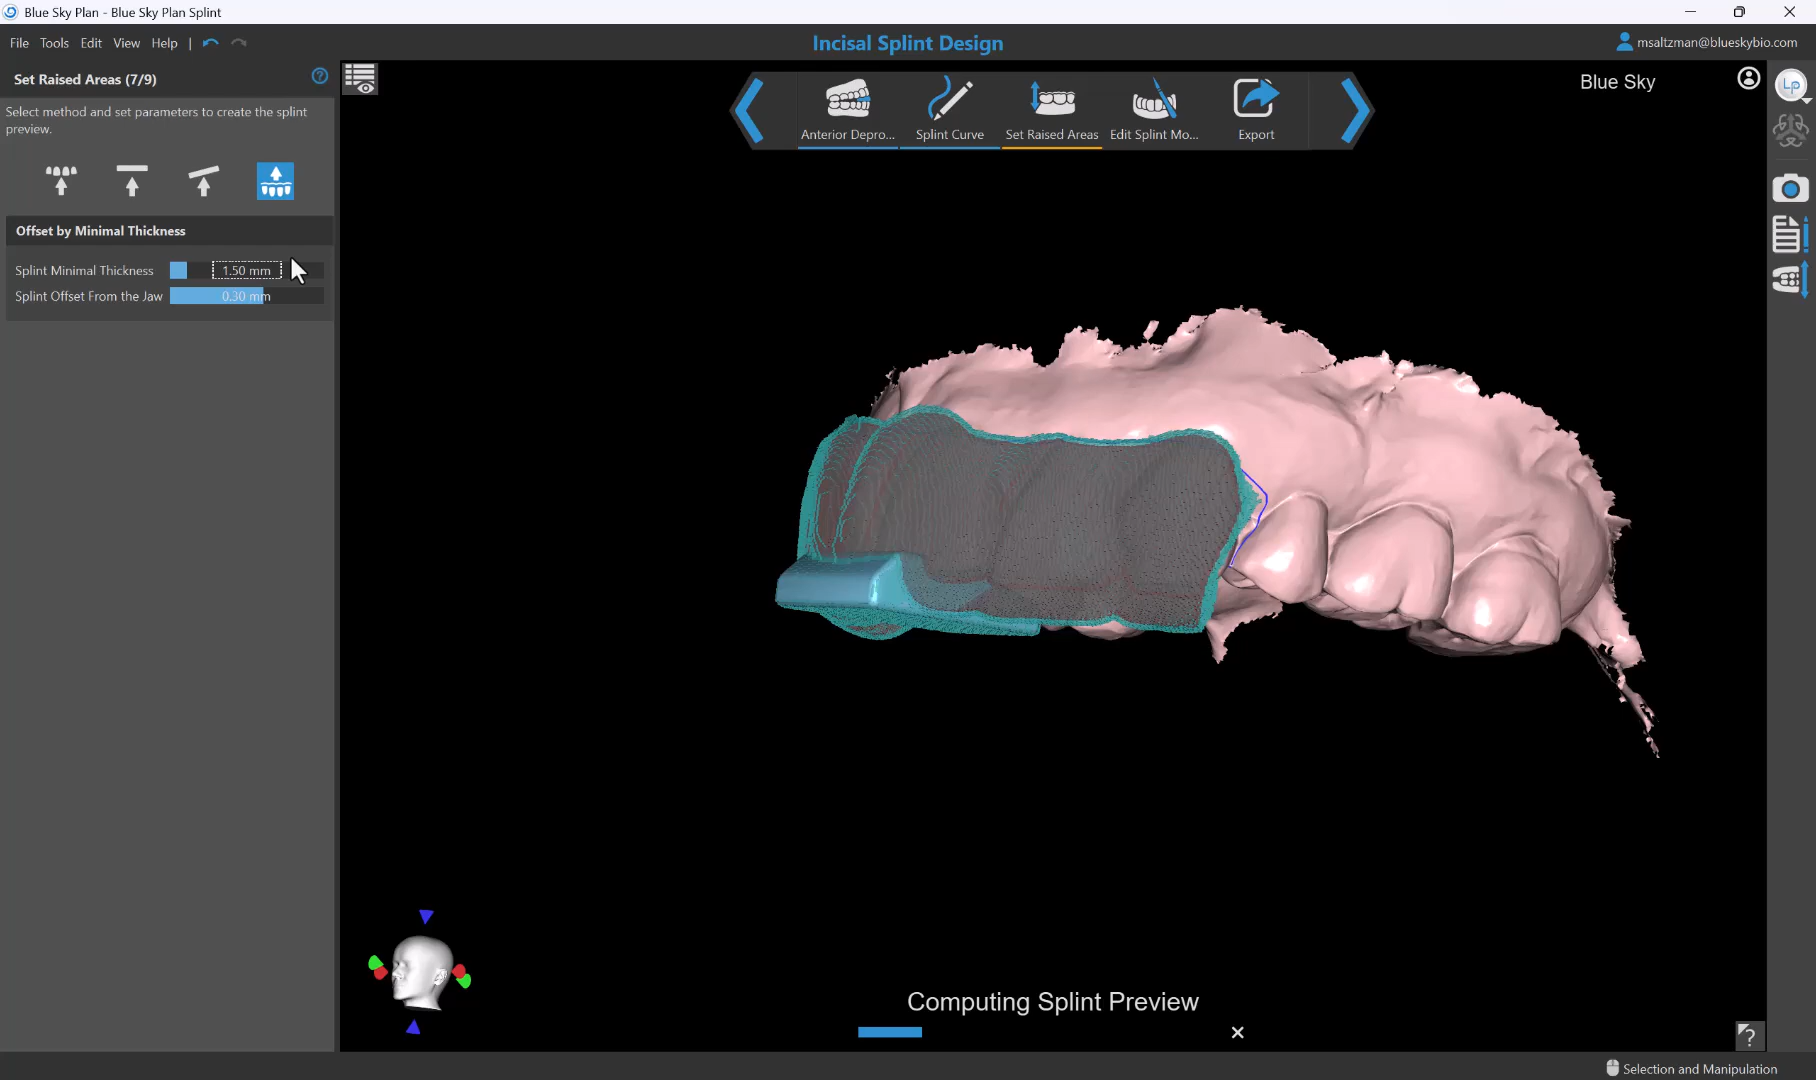 Blue Sky Plan - Blue Sky Plan Splint
File Tools Edit View Help |
Incisal Splint Design
msaltzman@blueskybio.com
Set Raised Areas (7/9)
Select method and set parameters to create the splint
preview.
Offset by Minimal Thickness
Splint Minimal Thickness 1.50 mm
Splint Offset From the Jaw 0.30 mm
Anterior Depro...
Splint Curve
Set Raised Areas
Edit Splint Mo...
Export
Blue Sky
Lp
Computing Splint Preview
?
Selection and Manipulation